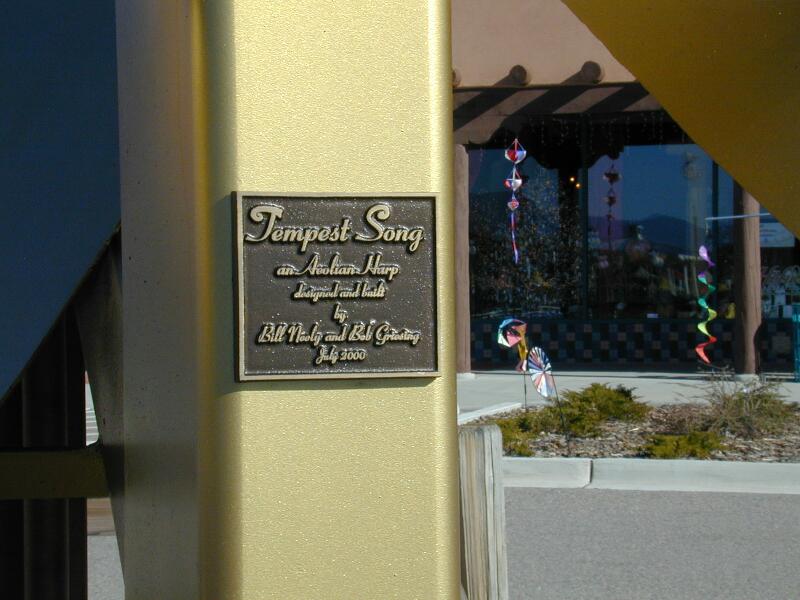 Tempest Song
an Aeolian Harp
designed and built
by
Bill Neely and Bob Griesing
July 2000